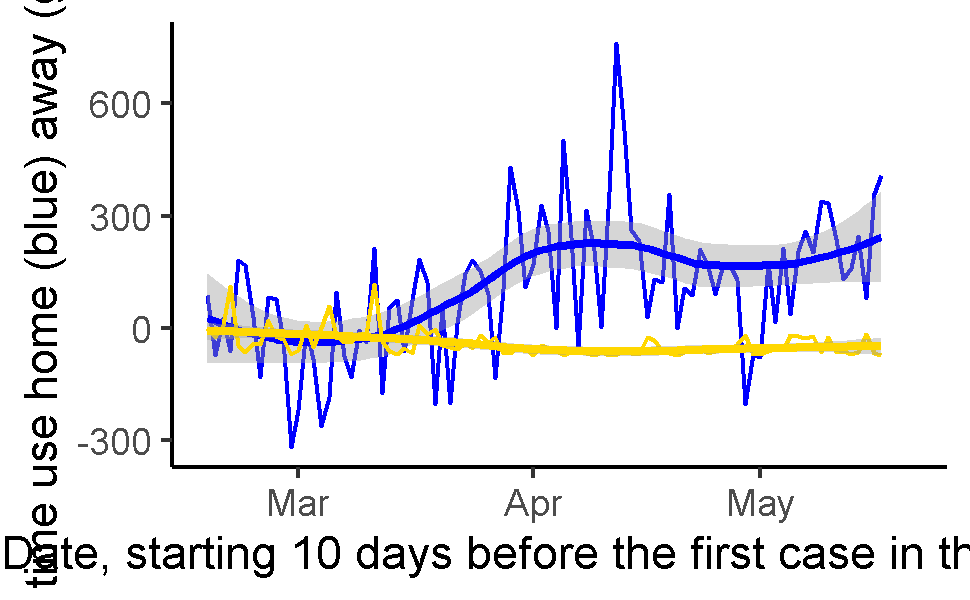 time use home (blue) away (
600
300
0
-300
Mar Apr May
Date, starting 10 days before the first case in th